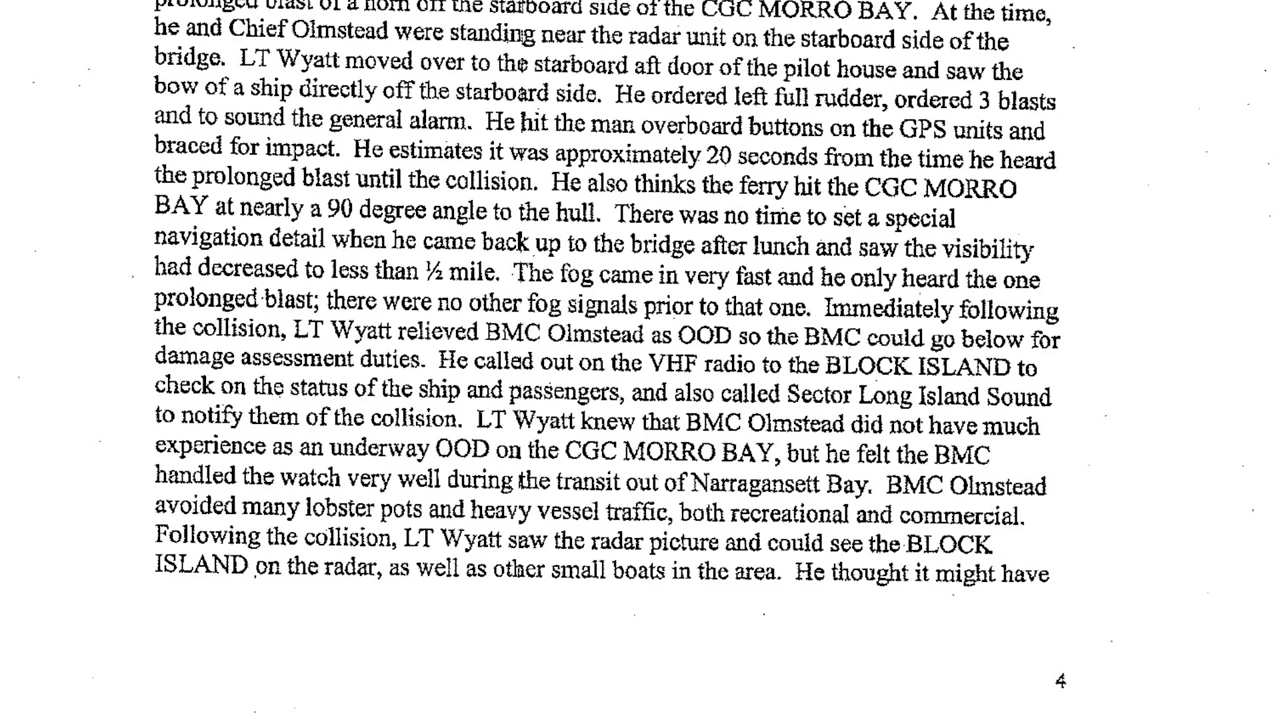 prolonged blast of a horn off the starboard side of the CGC MORRO BAY. At the time,
he and Chief Olmstead were standing near the radar unit on the starboard side of the
bridge. LT Wyatt moved over to the starboard aft door of the pilot house and saw the
bow of a ship directly off the starboard side. He ordered left full rudder, ordered 3 blasts
and to sound the general alarm. He hit the man overboard buttons on the GPS units and
braced for impact. He estimates it was approximately 20 seconds from the time he heard
the prolonged blast until the collision. He also thinks the ferry hit the CGC MORRO
BAY at nearly a 90 degree angle to the hull. There was no time to set a special
navigation detail when he came back up to the bridge after lunch and saw the visibility
had decreased to less than ½ mile. The fog came in very fast and he only heard the one
prolonged blast; there were no other fog signals prior to that one. Immediately following
the collision, LT Wyatt relieved BMC Olmstead as OOD so the BMC could go below for
damage assessment duties. He called out on the VHF radio to the BLOCK ISLAND to
check on the status of the ship and passengers, and also called Sector Long Island Sound
to notify them of the collision. LT Wyatt knew that BMC Olmstead did not have much
experience as an underway OOD on the CGC MORRO BAY, but he felt the BMC
handled the watch very well during the transit out of Narragansett Bay. BMC Olmstead
avoided many lobster pots and heavy vessel traffic, both recreational and commercial.
Following the collision, LT Wyatt saw the radar picture and could see the BLOCK
ISLAND on the radar, as well as other small boats in the area. He thought it might have
4